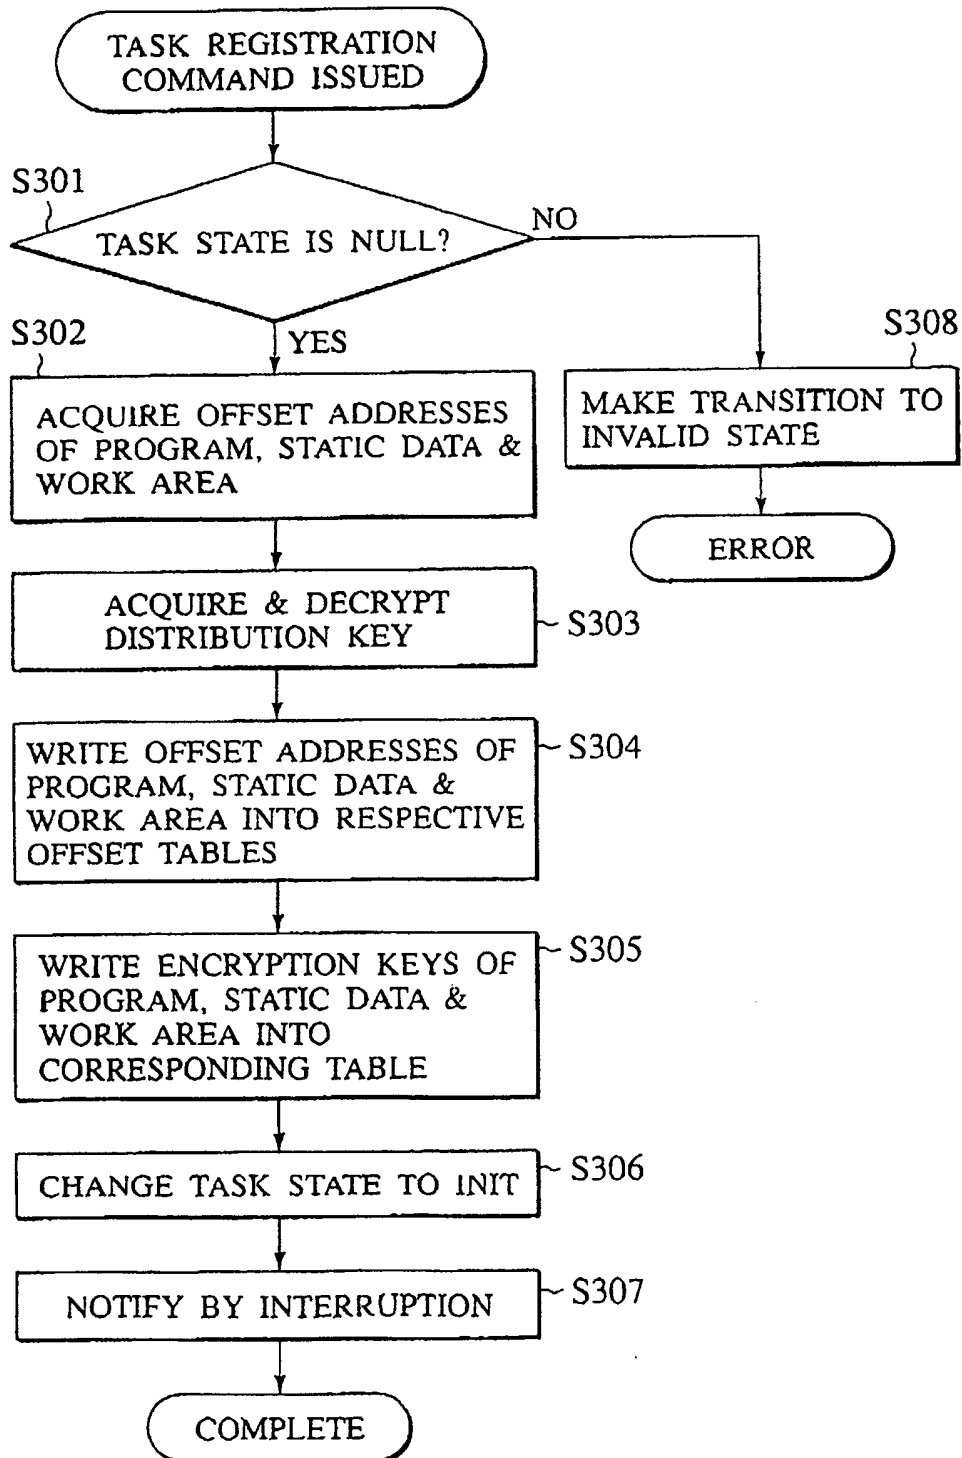 TASK REGISTRATION
COMMAND ISSUED
S301
TASK STATE IS NULL?
NO
YES
S302
ACQUIRE OFFSET ADDRESSES
OF PROGRAM, STATIC DATA &
WORK AREA
S308
MAKE TRANSITION TO
INVALID STATE
ERROR
ACQUIRE & DECRYPT
DISTRIBUTION KEY
S303
WRITE OFFSET ADDRESSES OF
PROGRAM, STATIC DATA &
WORK AREA INTO RESPECTIVE
OFFSET TABLES
S304
WRITE ENCRYPTION KEYS OF
PROGRAM, STATIC DATA &
WORK AREA INTO
CORRESPONDING TABLE
S305
CHANGE TASK STATE TO INIT
S306
NOTIFY BY INTERRUPTION
S307
COMPLETE